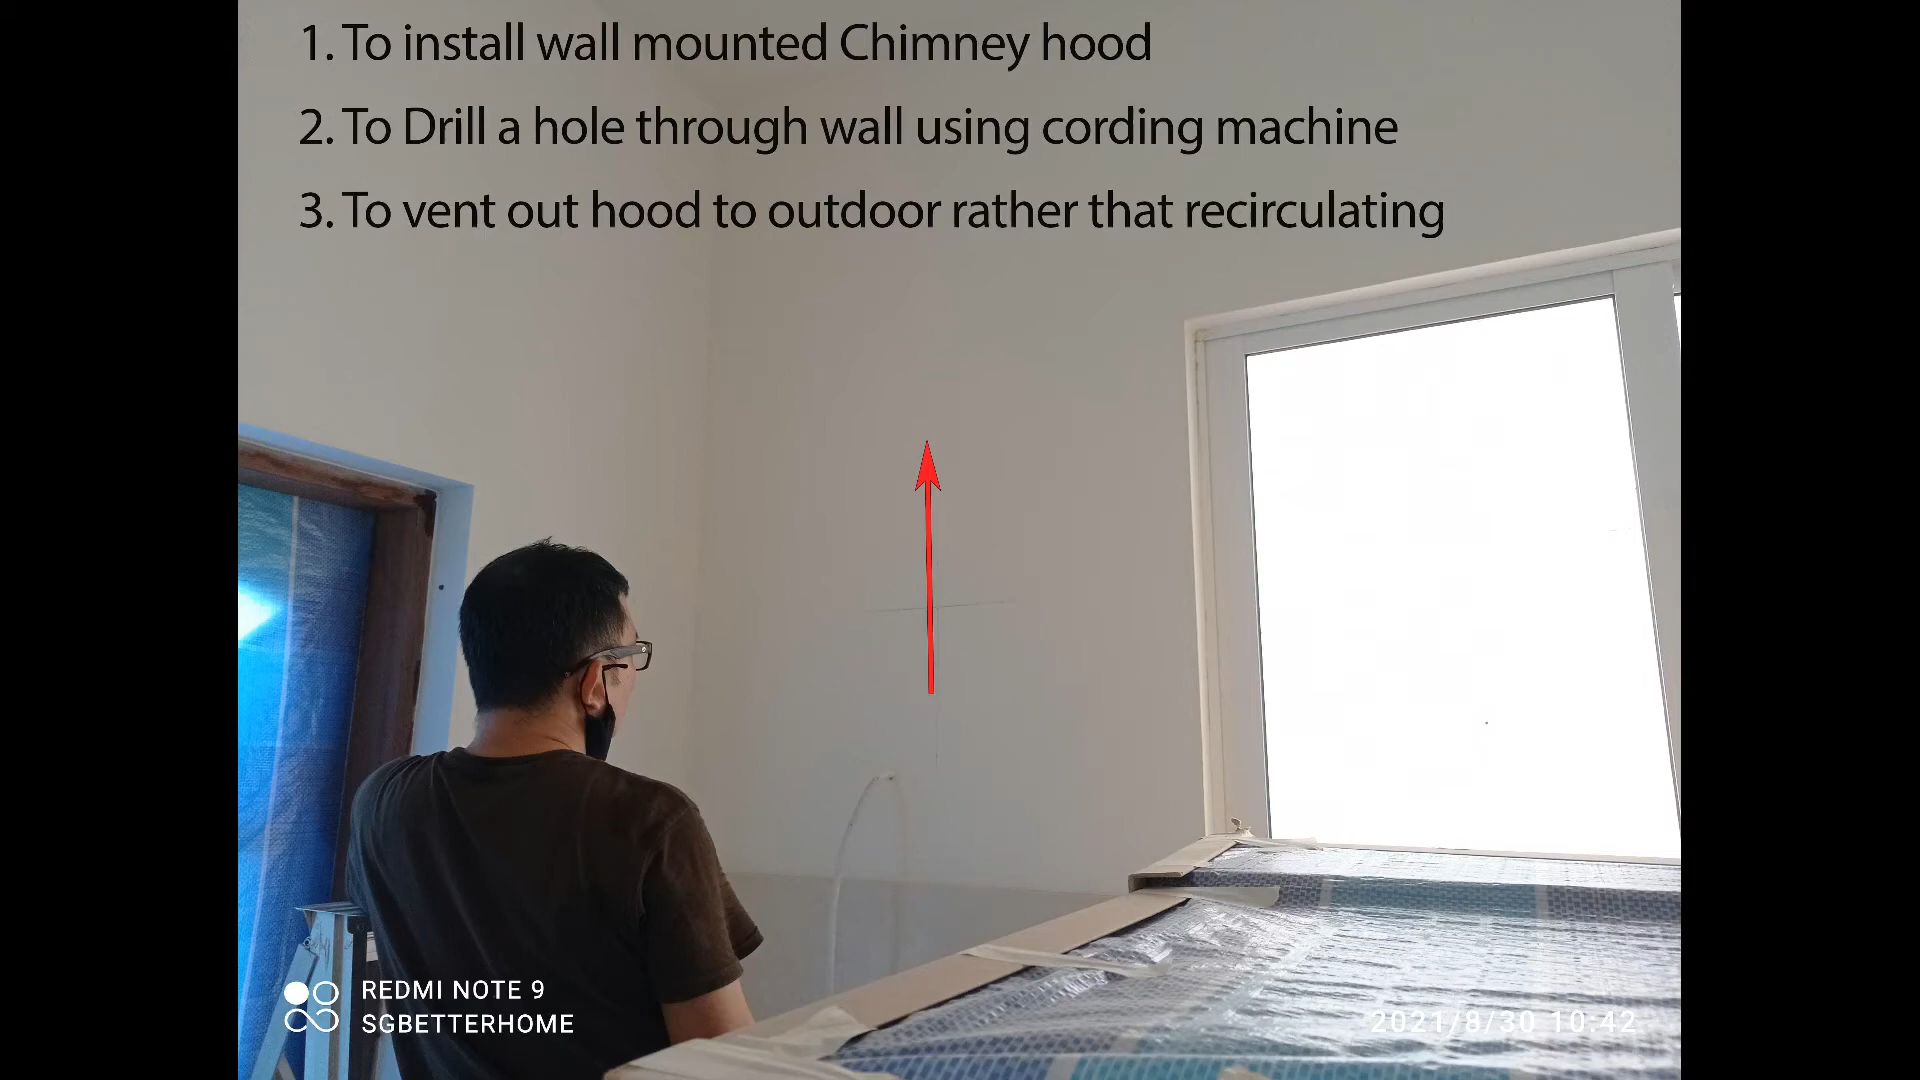 1. To install wall mounted Chimney hood
2. To Drill a hole through wall using cording machine
3. To vent out hood to outdoor rather that recirculating
REDMI NOTE 9
SGBETTERHOME
2021/8/30 10:42